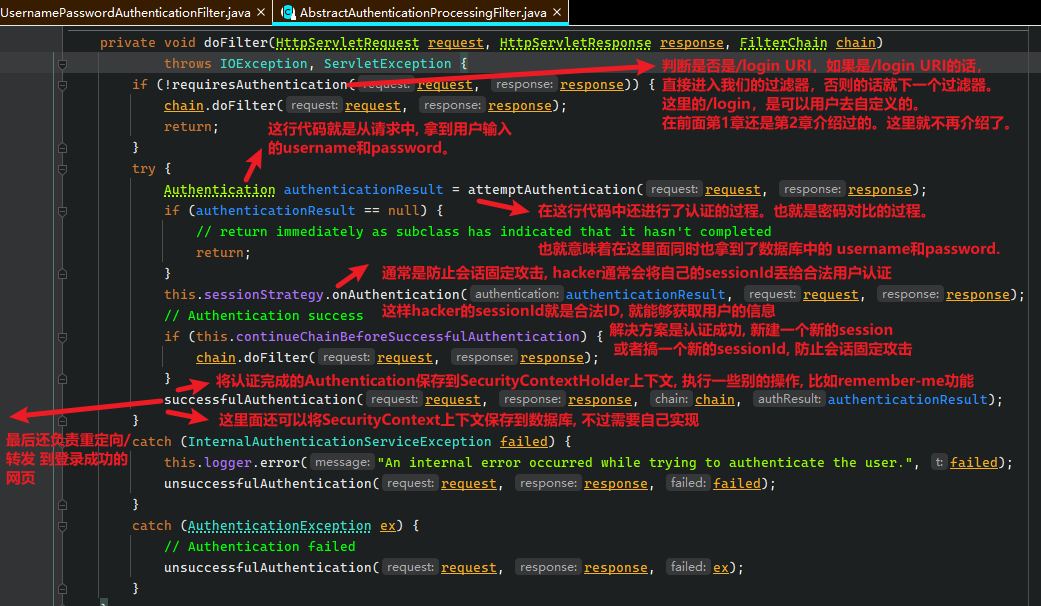 UsernamePasswordAuthenticationFilter.java × AbstractAuthenticationProcessingFilter.java ×
private void doFilter(HttpServletRequest request, HttpServletResponse response, FilterChain chain)
throws IOException, ServletException {
判断是否是/login URI，如果是/login URI的话，
直接进入我们的过滤器，否则的话就下一个过滤器。
这里的/login，是可以用户去自定义的。
在前面第1章还是第2章介绍过的。这里就不再介绍了。
if (!requiresAuthentication( request: request, response: response)) {
chain.doFilter( request: request, response: response);
return;
这行代码就是从请求中, 拿到用户输入
的username和password。
}
try {
Authentication authenticationResult = attemptAuthentication( request: request, response: response);
if (authenticationResult == null) {
在这行代码中还进行了认证的过程。也就是密码对比的过程。
// return immediately as subclass has indicated that it hasn't completed
return;
也就意味着在这里面同时也拿到了数据库中的 username和password.
}
通常是防止会话固定攻击, hacker通常会将自己的sessionId丢给合法用户认证
this.sessionStrategy.onAuthentication( authentication: authenticationResult, request: request, response: response);
// Authentication success
这样hacker的sessionId就是合法ID, 就能够获取用户的信息
if (this.continueChainBeforeSuccessfulAuthentication) {
解决方案是认证成功, 新建一个新的session
或者搞一个新的sessionId, 防止会话固定攻击
chain.doFilter( request: request, response: response);
}
将认证完成的Authentication保存到SecurityContextHolder上下文, 执行一些别的操作, 比如remember-me功能
successfulAuthentication( request: request, response: response, chain: chain, authResult: authenticationResult);
}
这里面还可以将SecurityContext上下文保存到数据库, 不过需要自己实现
最后还负责重定向/
转发 到登录成功的
网页
catch (InternalAuthenticationServiceException failed) {
this.logger.error( message: "An internal error occurred while trying to authenticate the user.", t: failed);
unsuccessfulAuthentication( request: request, response: response, failed: failed);
}
catch (AuthenticationException ex) {
// Authentication failed
unsuccessfulAuthentication( request: request, response: response, failed: ex);
}
}